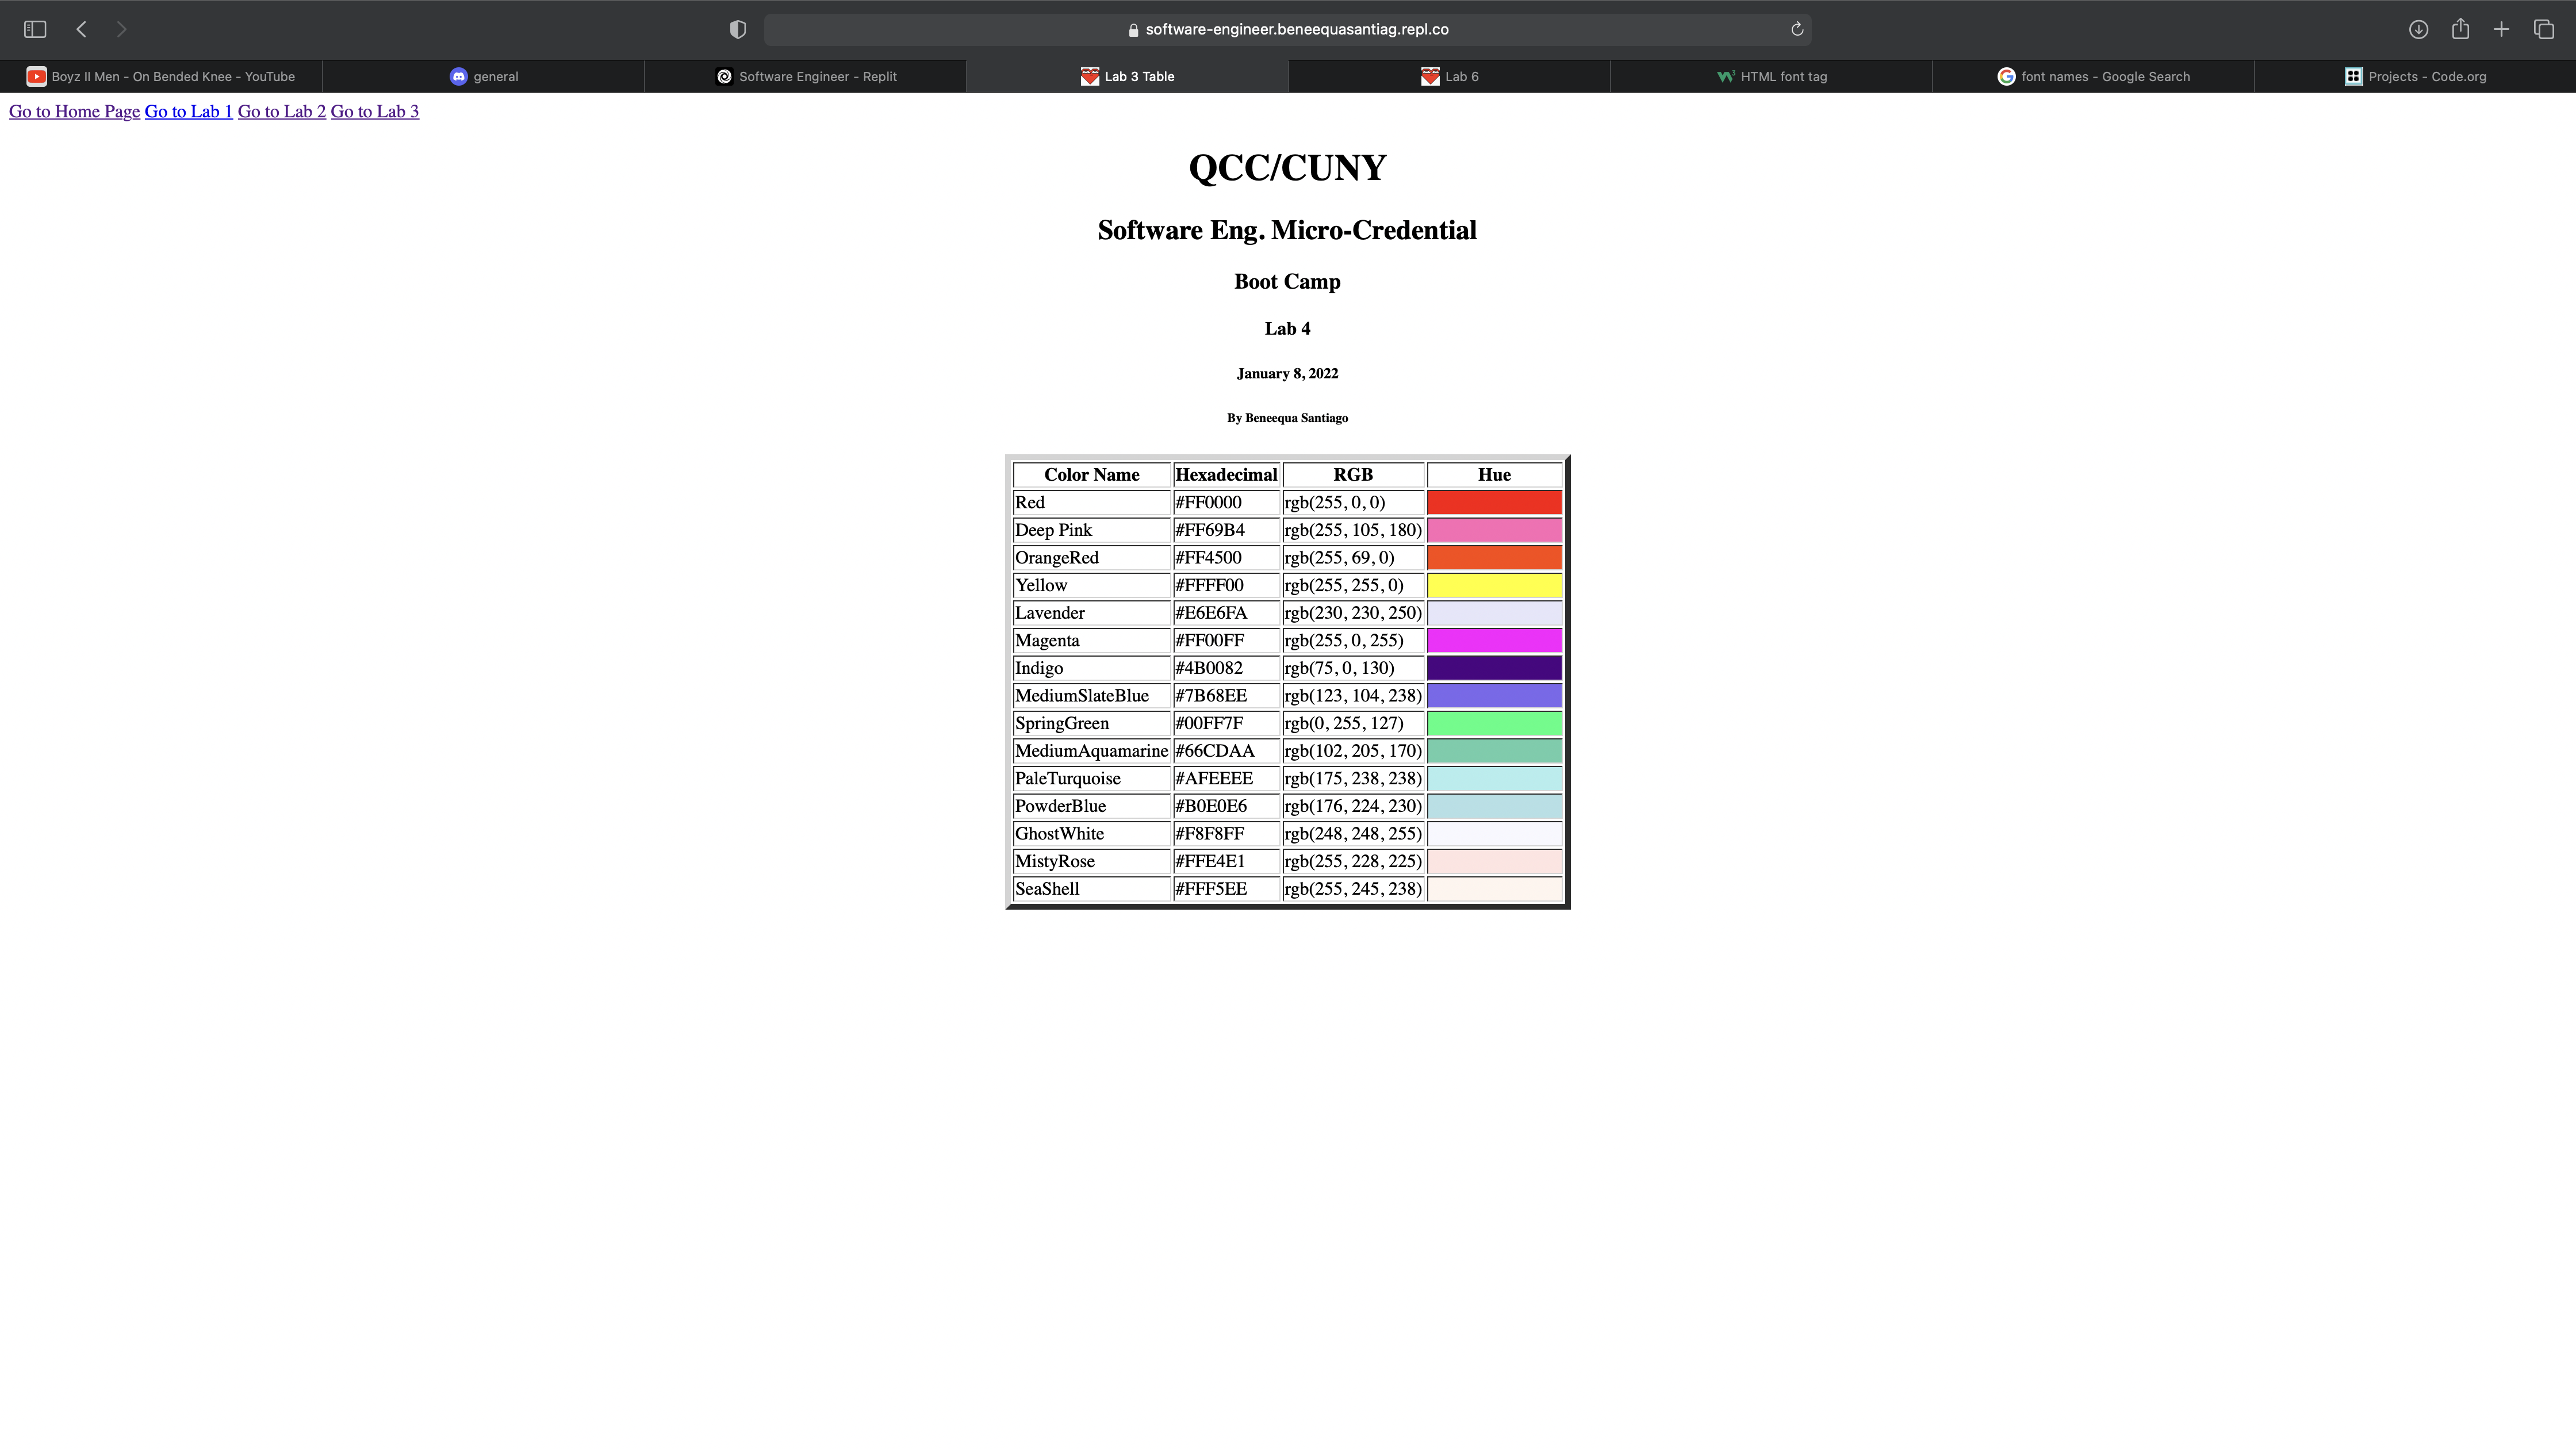 software-engineer.beneequasantiag.repl.co
Boyz II Men - On Bended Knee - YouTube
general
Software Engineer - Replit
Lab 3 Table
Lab 6
HTML font tag
font names - Google Search
Projects - Code.org
Go to Home Page Go to Lab 1 Go to Lab 2 Go to Lab 3
QCC/CUNY
Software Eng. Micro-Credential
Boot Camp
Lab 4
January 8, 2022
By Beneequa Santiago
Color Name Hexadecimal RGB Hue
Red #FF0000 rgb(255, 0, 0)
Deep Pink #FF69B4 rgb(255, 105, 180)
OrangeRed #FF4500 rgb(255, 69, 0)
Yellow #FFFF00 rgb(255, 255, 0)
Lavender #E6E6FA rgb(230, 230, 250)
Magenta #FF00FF rgb(255, 0, 255)
Indigo #4B0082 rgb(75, 0, 130)
MediumSlateBlue #7B68EE rgb(123, 104, 238)
SpringGreen #00FF7F rgb(0, 255, 127)
MediumAquamarine #66CDAA rgb(102, 205, 170)
PaleTurquoise #AFEEEE rgb(175, 238, 238)
PowderBlue #B0E0E6 rgb(176, 224, 230)
GhostWhite #F8F8FF rgb(248, 248, 255)
MistyRose #FFE4E1 rgb(255, 228, 225)
SeaShell #FFF5EE rgb(255, 245, 238)